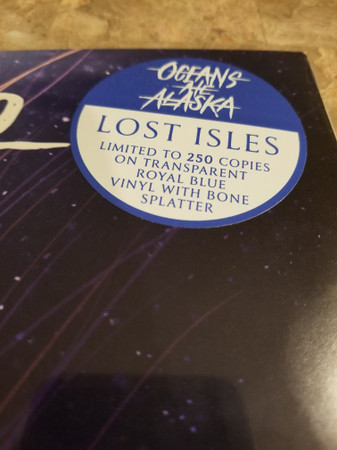 OCEANS
ATE
ALASKA
LOST ISLES
LIMITED TO 250 COPIES
ON TRANSPARENT
ROYAL BLUE
VINYL WITH BONE
SPLATTER